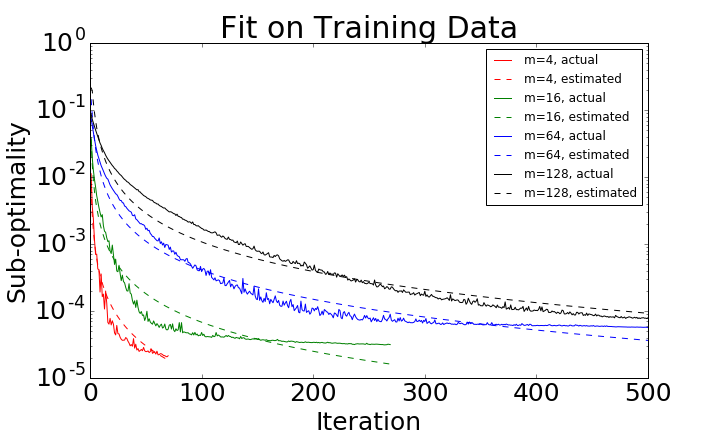 Fit on Training Data
Sub-optimality
10^0
10^-1
10^-2
10^-3
10^-4
10^-5
0 100 200 300 400 500
Iteration
m=4, actual
m=4, estimated
m=16, actual
m=16, estimated
m=64, actual
m=64, estimated
m=128, actual
m=128, estimated